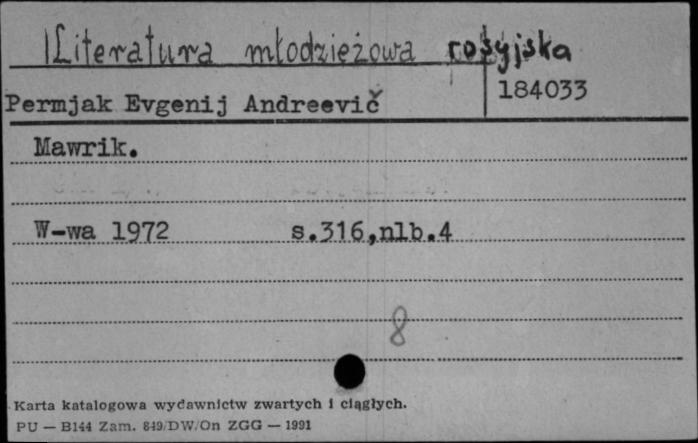 Literatura młodzieżowa rosyjska
184033
Permjak Evgenij Andreevič
Mawrik.
W-wa 1972 s.316,nlb.4
8
Karta katalogowa wydawnictw zwartych i ciągłych.
PU — B144 Zam. 849/DW/On ZGG — 1991